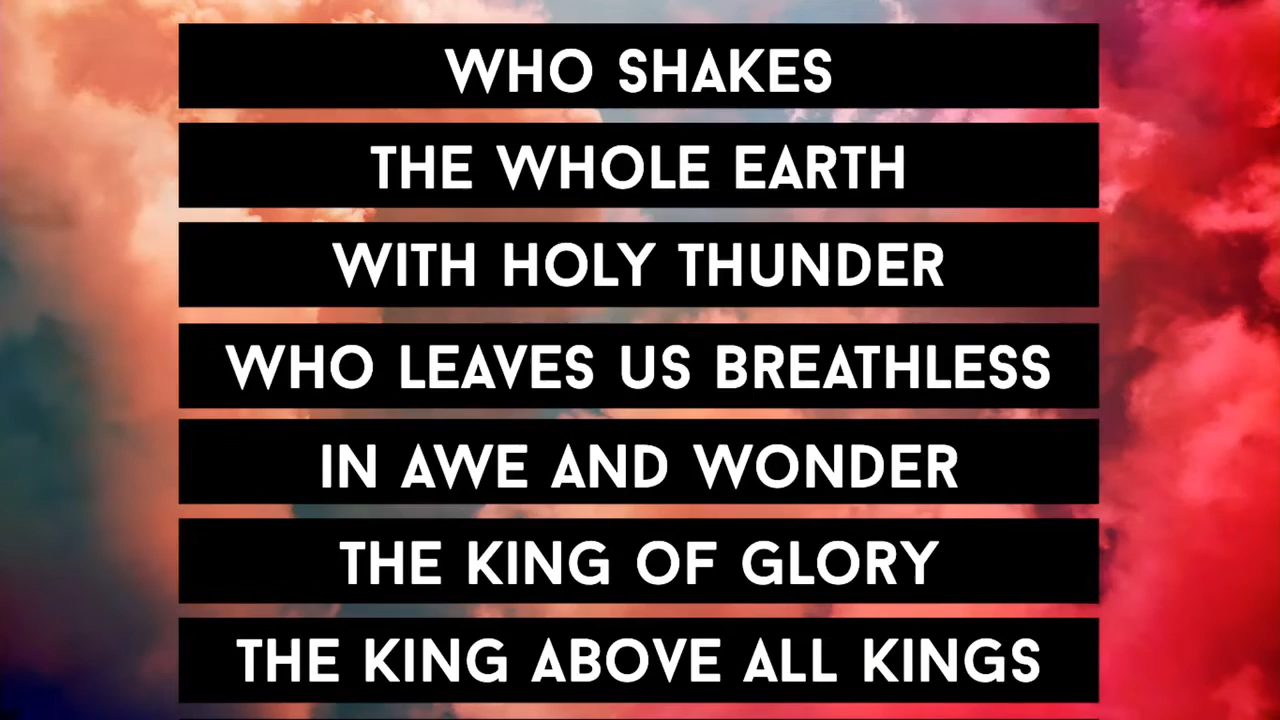 WHO SHAKES
THE WHOLE EARTH
WITH HOLY THUNDER
WHO LEAVES US BREATHLESS
IN AWE AND WONDER
THE KING OF GLORY
THE KING ABOVE ALL KINGS